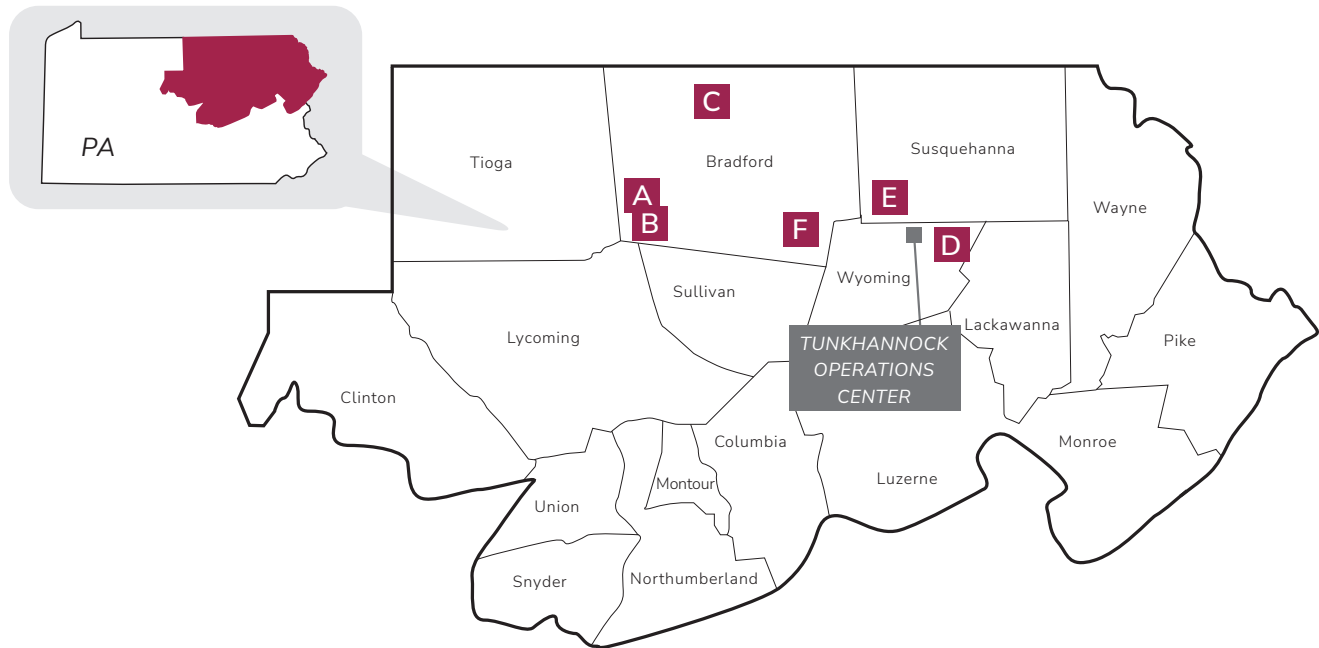 PA
C
Tioga
Bradford
Susquehanna
A
B
E
Wayne
F
D
Wyoming
Sullivan
Lycoming
Lackawanna
Pike
TUNKHANNOCK
OPERATIONS
CENTER
Clinton
Columbia
Monroe
Montour
Luzerne
Union
Snyder
Northumberland